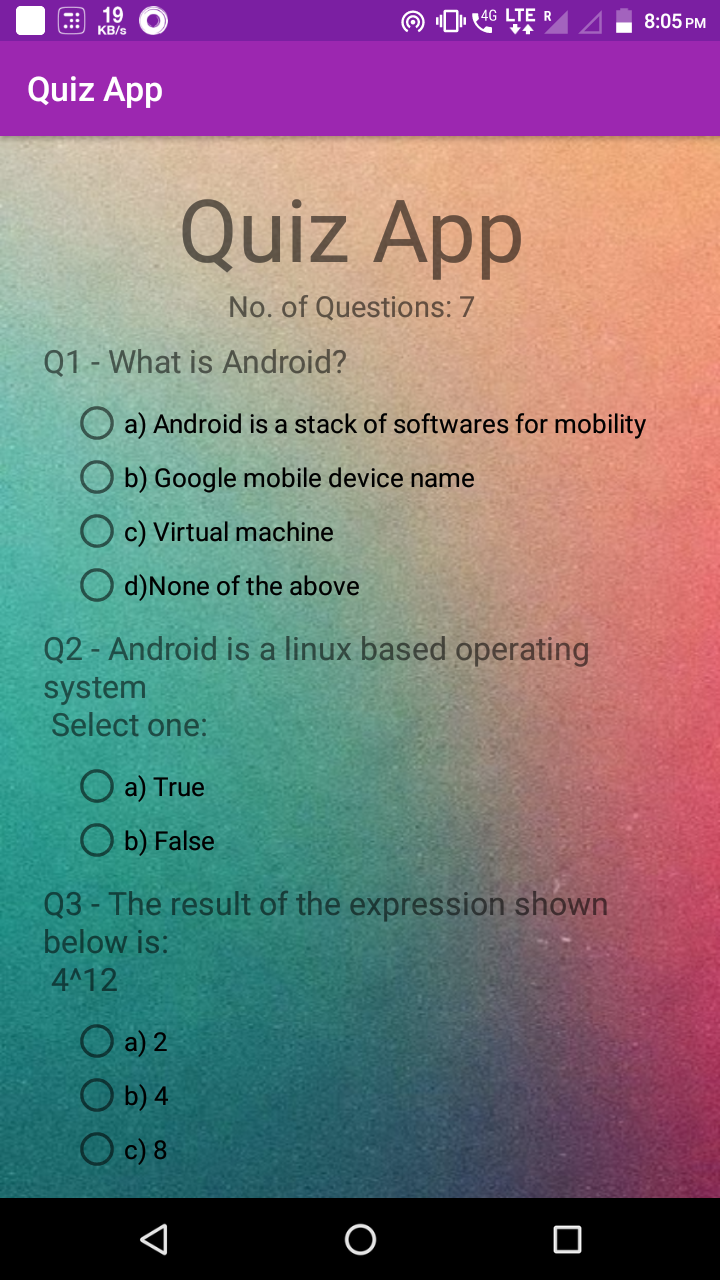 19
KB/s
4G
LTE
R
8:05 PM
Quiz App
Quiz App
No. of Questions: 7
Q1 - What is Android?
a) Android is a stack of softwares for mobility
b) Google mobile device name
c) Virtual machine
d)None of the above
Q2 - Android is a linux based operating
system
Select one:
a) True
b) False
Q3 - The result of the expression shown
below is:
4^12
a) 2
b) 4
c) 8